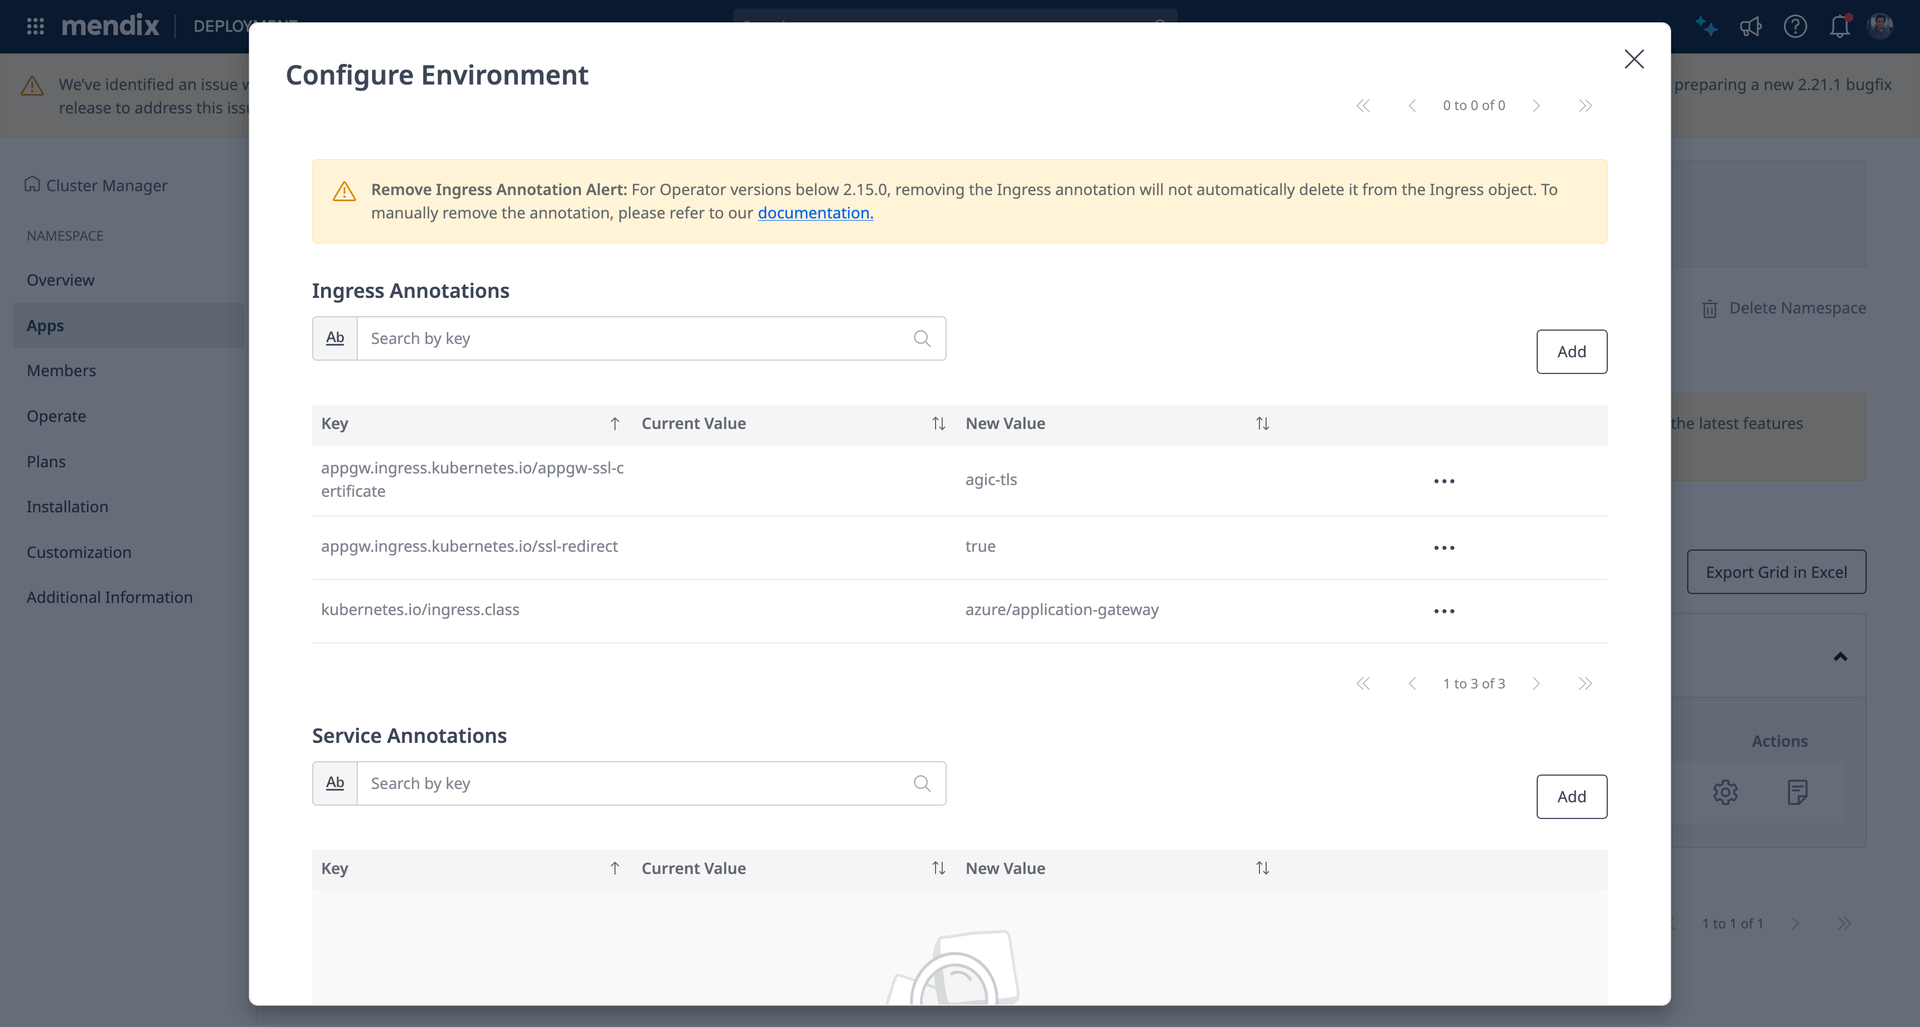 mendix
DEPLOYMENT
We've identified an issue
preparing a new 2.21.1 bugfix
release to address this
Configure Environment
0 to 0 of 0
Cluster Manager
NAMESPACE
Overview
Apps
Members
Operate
Plans
Installation
Customization
Additional Information
Remove Ingress Annotation Alert: For Operator versions below 2.15.0, removing the Ingress annotation will not automatically delete it from the Ingress object. To
manually remove the annotation, please refer to our documentation.
Ingress Annotations
Ab
Search by key
Add
Key
Current Value
New Value
appgw.ingress.kubernetes.io/appgw-ssl-c
ertificate
agic-tls
appgw.ingress.kubernetes.io/ssl-redirect
true
kubernetes.io/ingress.class
azure/application-gateway
1 to 3 of 3
Service Annotations
Ab
Search by key
Add
Key
Current Value
New Value
Delete Namespace
the latest features
Export Grid in Excel
Actions
1 to 1 of 1